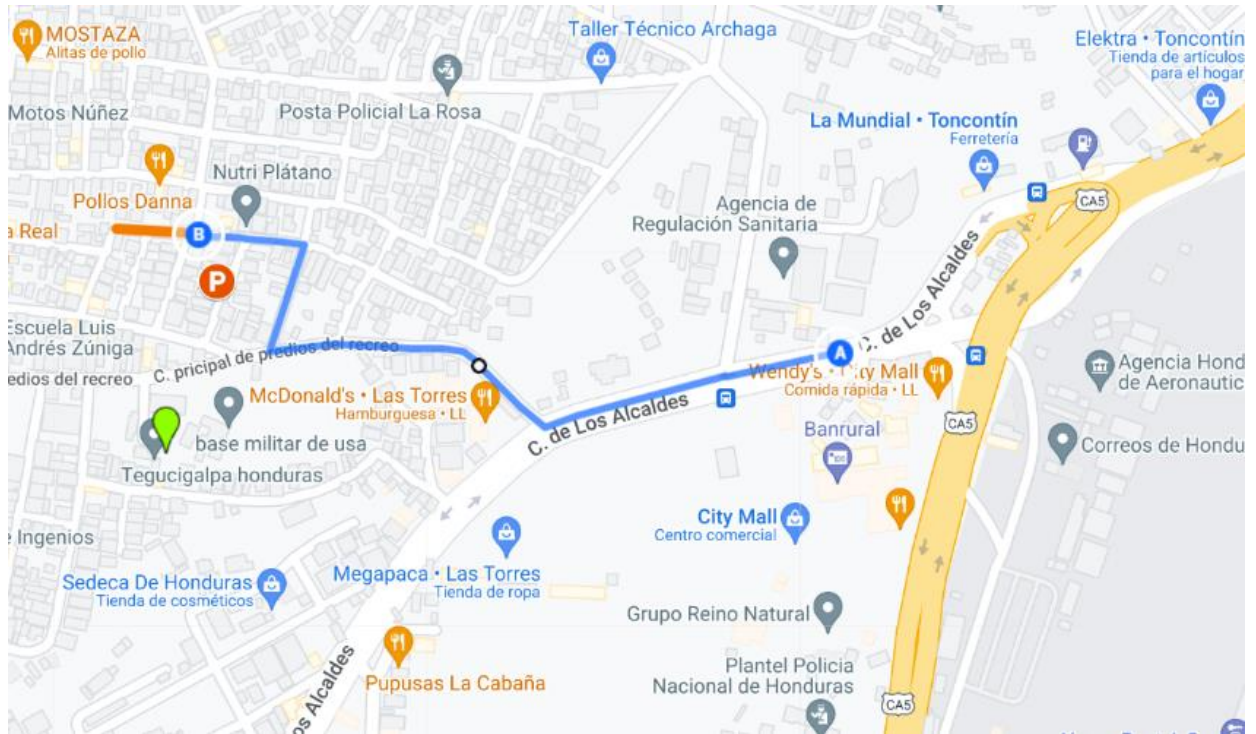 MOSTAZA
Alitas de pollo
Taller Técnico Archaga
Elektra • Toncontín
Tienda de artículos
para el hogar
Motos Núñez
Posta Policial La Rosa
La Mundial • Toncontín
Ferretería
Nutri Plátano
Pollos Danna
CA5
Agencia de
Regulación Sanitaria
a Real
B
P
C. de Los Alcaldes
Escuela Luis
Andrés Zúniga
C. pricipal de predios del recreo
A
edios del recreo
Wendy's • City Mall
Comida rápida • LL
Agencia Hond
de Aeronautic
McDonald's • Las Torres
Hamburguesa • LL
C. de Los Alcaldes
CA5
base militar de usa
Banrural
Correos de Hondu
Tegucigalpa honduras
City Mall
Centro comercial
e Ingenios
Megapaca • Las Torres
Tienda de ropa
Sedeca De Honduras
Tienda de cosméticos
Grupo Reino Natural
Pupusas La Cabaña
Plantel Policia
Nacional de Honduras
os Alcaldes
CA5